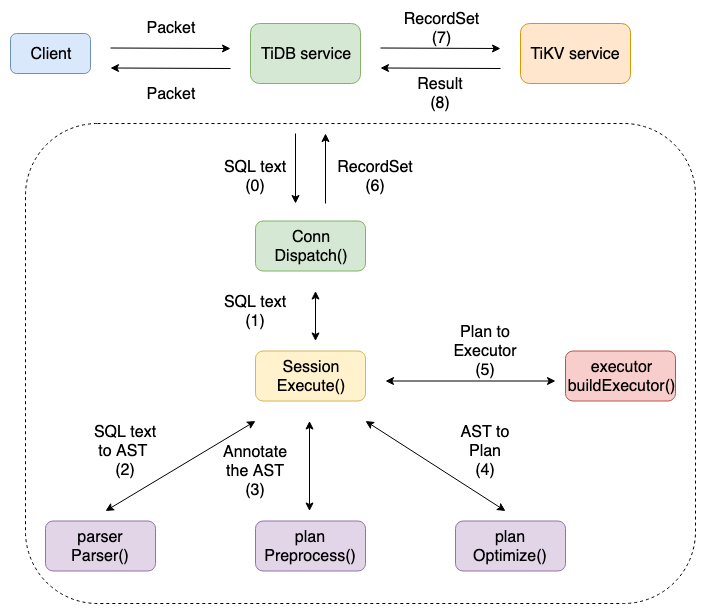 Packet
Client
TiDB service
Packet
RecordSet
(7)
TiKV service
Result
(8)
SQL text
(0)
RecordSet
(6)
Conn
Dispatch()
SQL text
(1)
Session
Execute()
Plan to
Executor
(5)
executor
buildExecutor()
SQL text
to AST
(2)
Annotate
the AST
(3)
AST to
Plan
(4)
parser
Parser()
plan
Preprocess()
plan
Optimize()